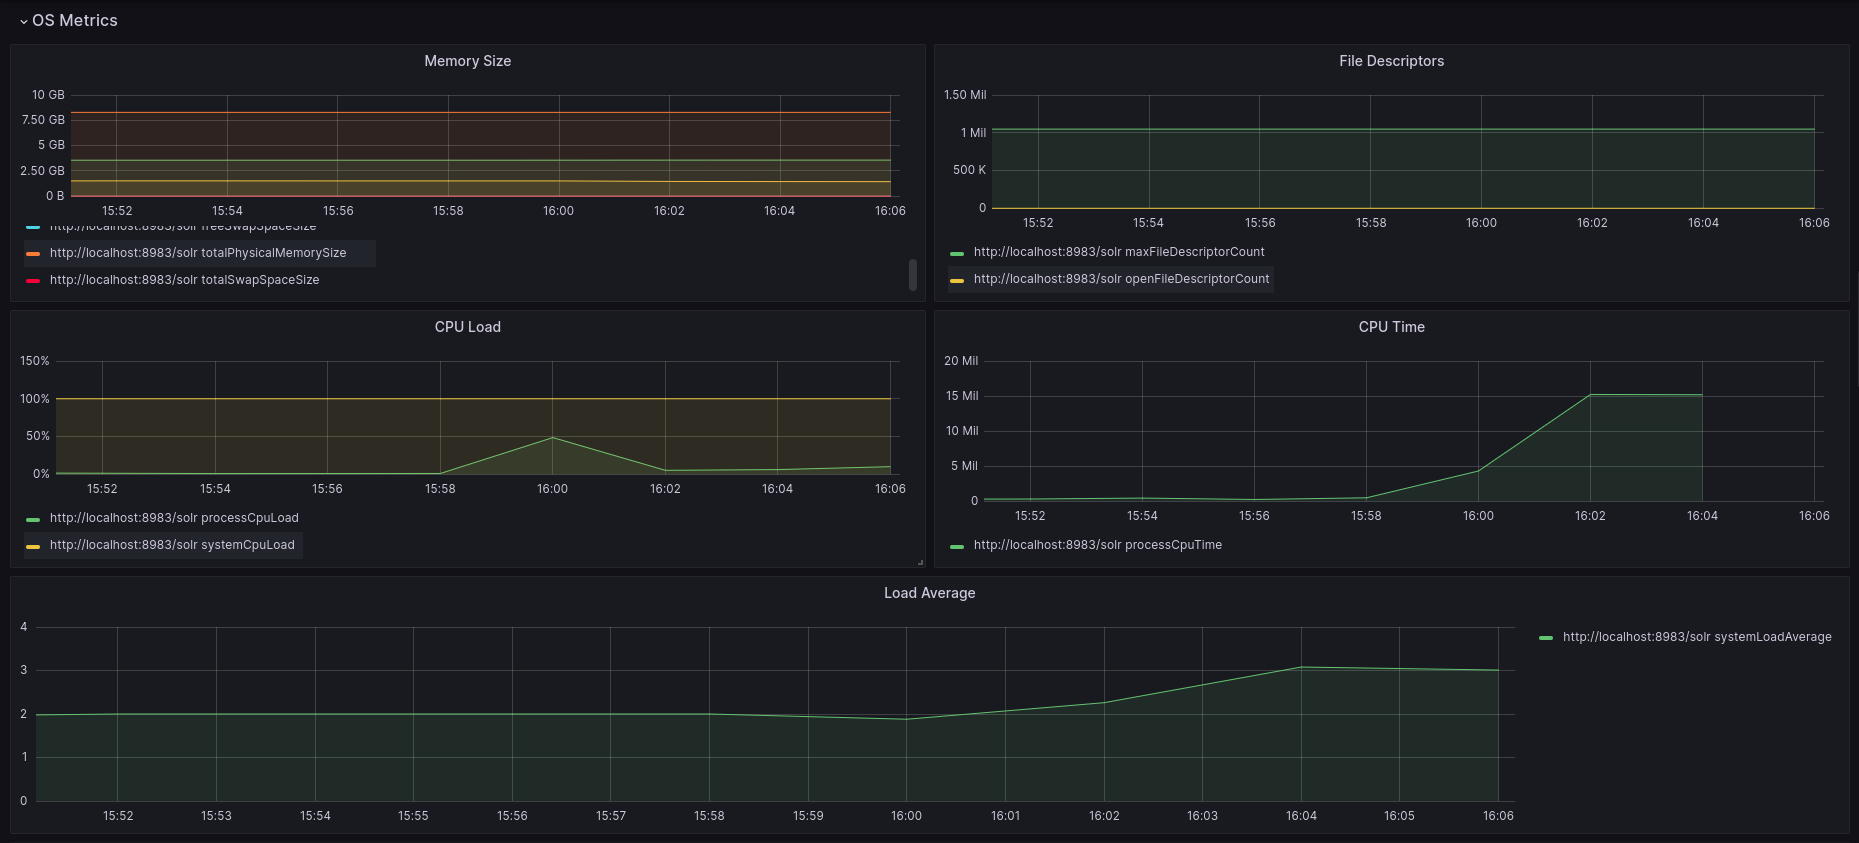 OS Metrics
Memory Size
10 GB
7.50 GB
5 GB
2.50 GB
0 B
15:52 15:54 15:56 15:58 16:00 16:02 16:04 16:06
http://localhost:8983/solr freeSwapSpaceSize
http://localhost:8983/solr totalPhysicalMemorySize
http://localhost:8983/solr totalSwapSpaceSize
File Descriptors
1.50 Mil
1 Mil
500 K
0
15:52 15:54 15:56 15:58 16:00 16:02 16:04 16:06
http://localhost:8983/solr maxFileDescriptorCount
http://localhost:8983/solr openFileDescriptorCount
CPU Load
150%
100%
50%
0%
15:52 15:54 15:56 15:58 16:00 16:02 16:04 16:06
http://localhost:8983/solr processCpuLoad
http://localhost:8983/solr systemCpuLoad
CPU Time
20 Mil
15 Mil
10 Mil
5 Mil
0
15:52 15:54 15:56 15:58 16:00 16:02 16:04 16:06
http://localhost:8983/solr processCpuTime
Load Average
4
3
2
1
0
15:52 15:53 15:54 15:55 15:56 15:57 15:58 15:59 16:00 16:01 16:02 16:03 16:04 16:05 16:06
http://localhost:8983/solr systemLoadAverage